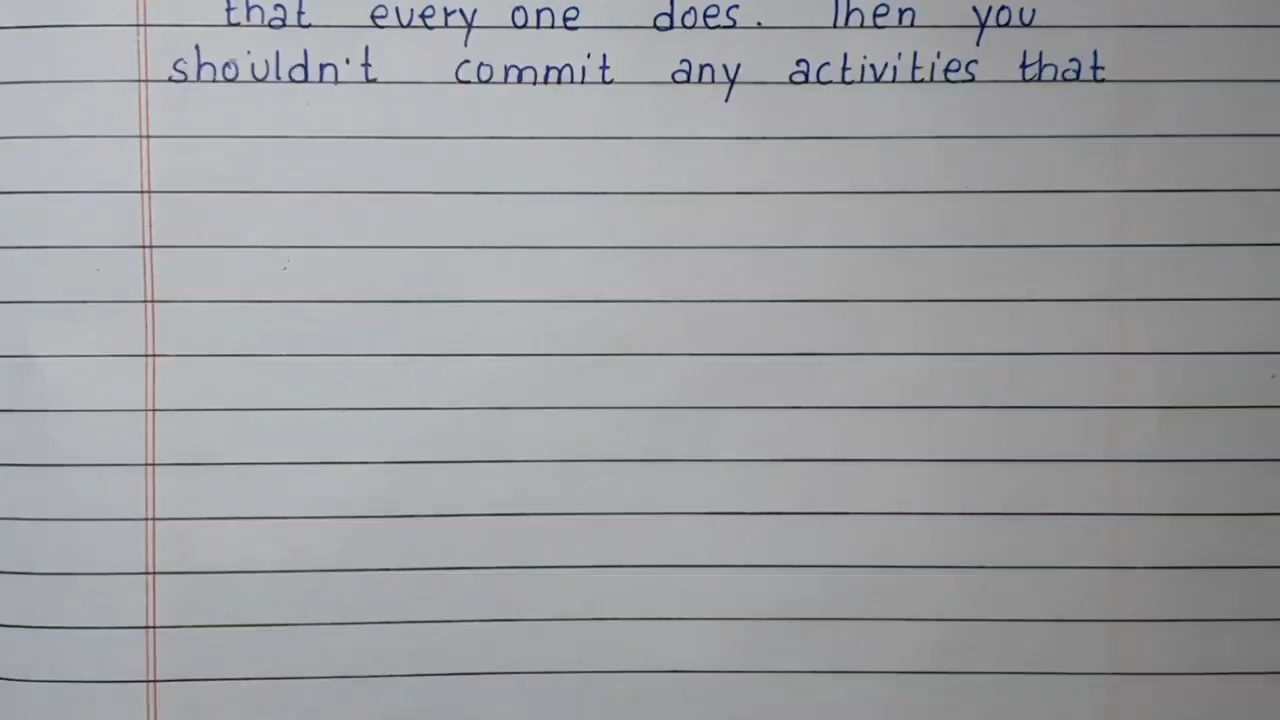 that every one does. Then you
shouldn't commit any activities that